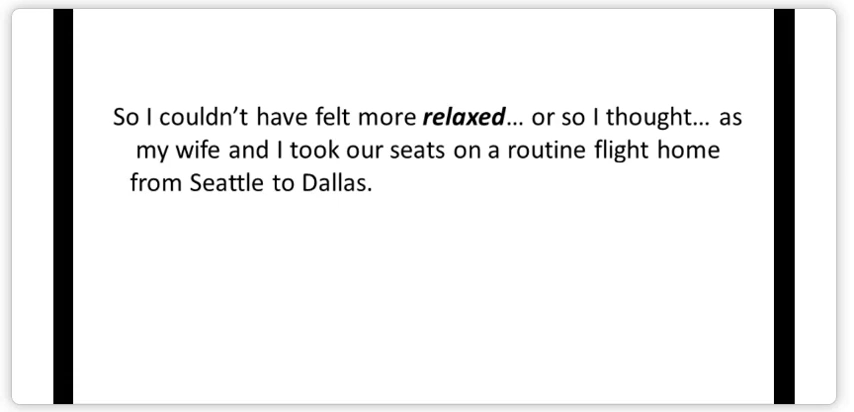 So I couldn’t have felt more relaxed... or so I thought... as
my wife and I took our seats on a routine flight home
from Seattle to Dallas.